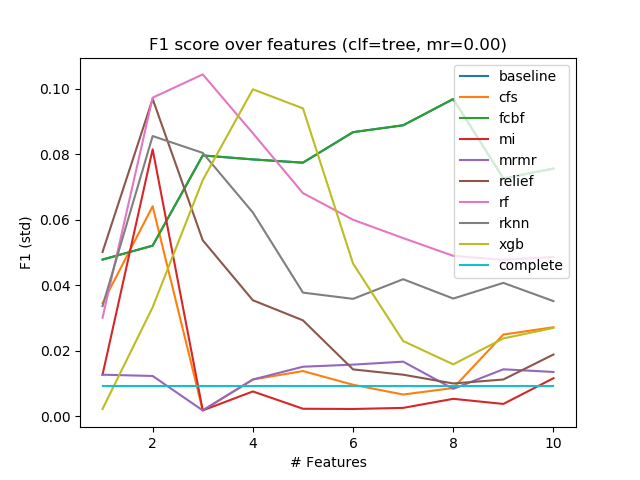 F1 score over features (clf=tree, mr=0.00)
F1 (std)
0.10
0.08
0.06
0.04
0.02
0.00
2
4
6
8
10
# Features
baseline
cfs
fcbf
mi
mrmr
relief
rf
rknn
xgb
complete